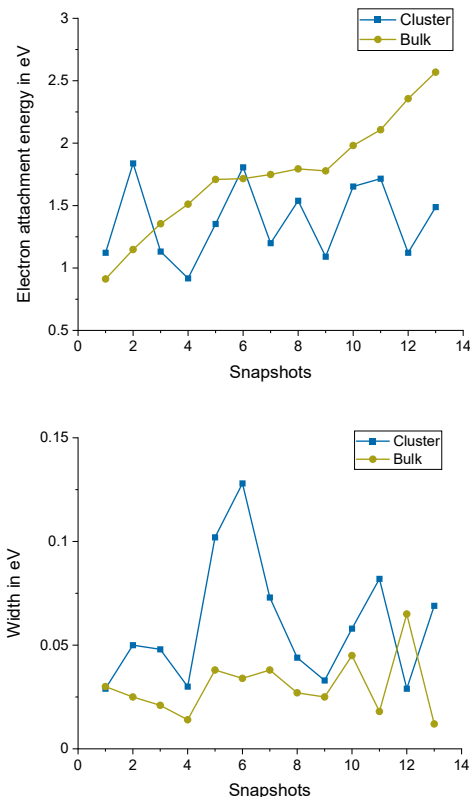 3
Cluster
Bulk
2.5
2
1.5
1
0.5
Electron attachment energy in eV
0 2 4 6 8 10 12 14
Snapshots
0.15
Cluster
Bulk
0.1
0.05
0
Width in eV
0 2 4 6 8 10 12 14
Snapshots